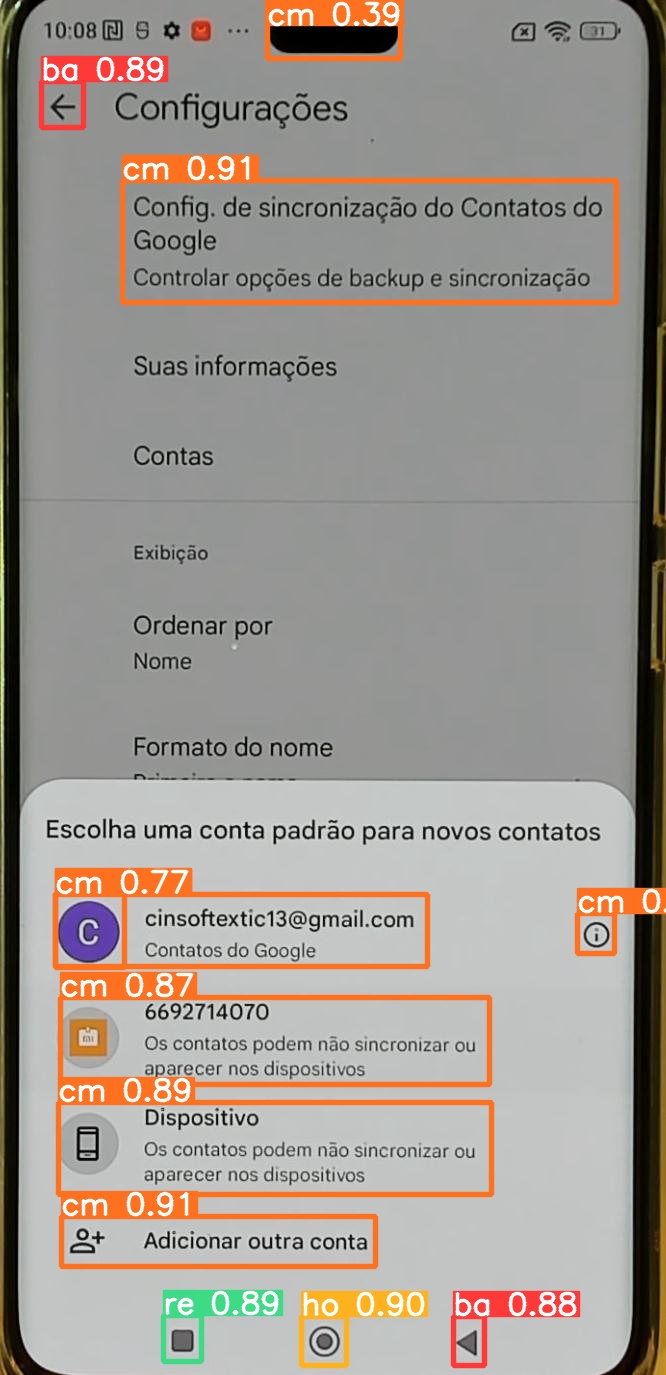 cm 0.39
10:08
31
ba 0.89
Configurações
cm 0.91
Config. de sincronização do Contatos do
Google
Controlar opções de backup e sincronização
Suas informações
Contas
Exibição
Ordenar por
Nome
Formato do nome
Escolha uma conta padrão para novos contatos
cm 0.77
cm 0.
C
cinsoftextic13@gmail.com
Contatos do Google
cm 0.87
6692714070
Os contatos podem não sincronizar ou
aparecer nos dispositivos
cm 0.89
Dispositivo
Os contatos podem não sincronizar ou
aparecer nos dispositivos
cm 0.91
Adicionar outra conta
re 0.89
ho 0.90
ba 0.88